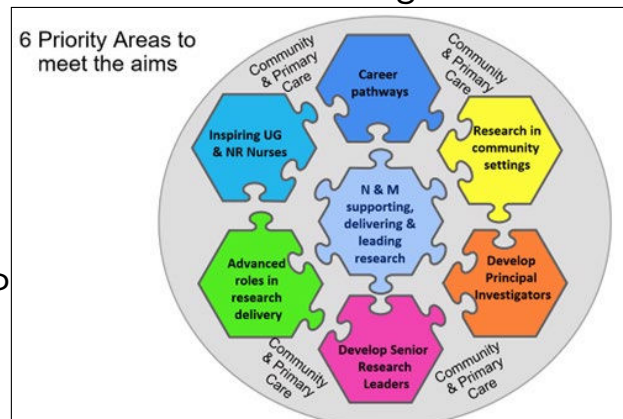 6 Priority Areas to
meet the aims
Community
& Primary
Care
Career
pathways
Community
& Primary
Care
Inspiring UG
& NR Nurses
Research in
community
settings
N & M
supporting,
delivering &
leading
research
Advanced
roles in
research
delivery
Develop
Principal
Investigators
Community
& Primary
Care
Develop Senior
Research
Leaders
Community
& Primary
Care